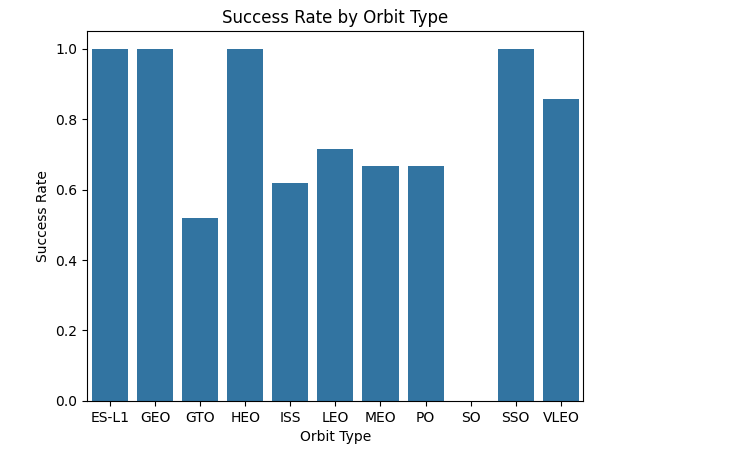 Success Rate by Orbit Type
Success Rate
1.0
0.8
0.6
0.4
0.2
0.0
ES-L1 GEO GTO HEO ISS LEO MEO PO SO SSO VLEO
Orbit Type